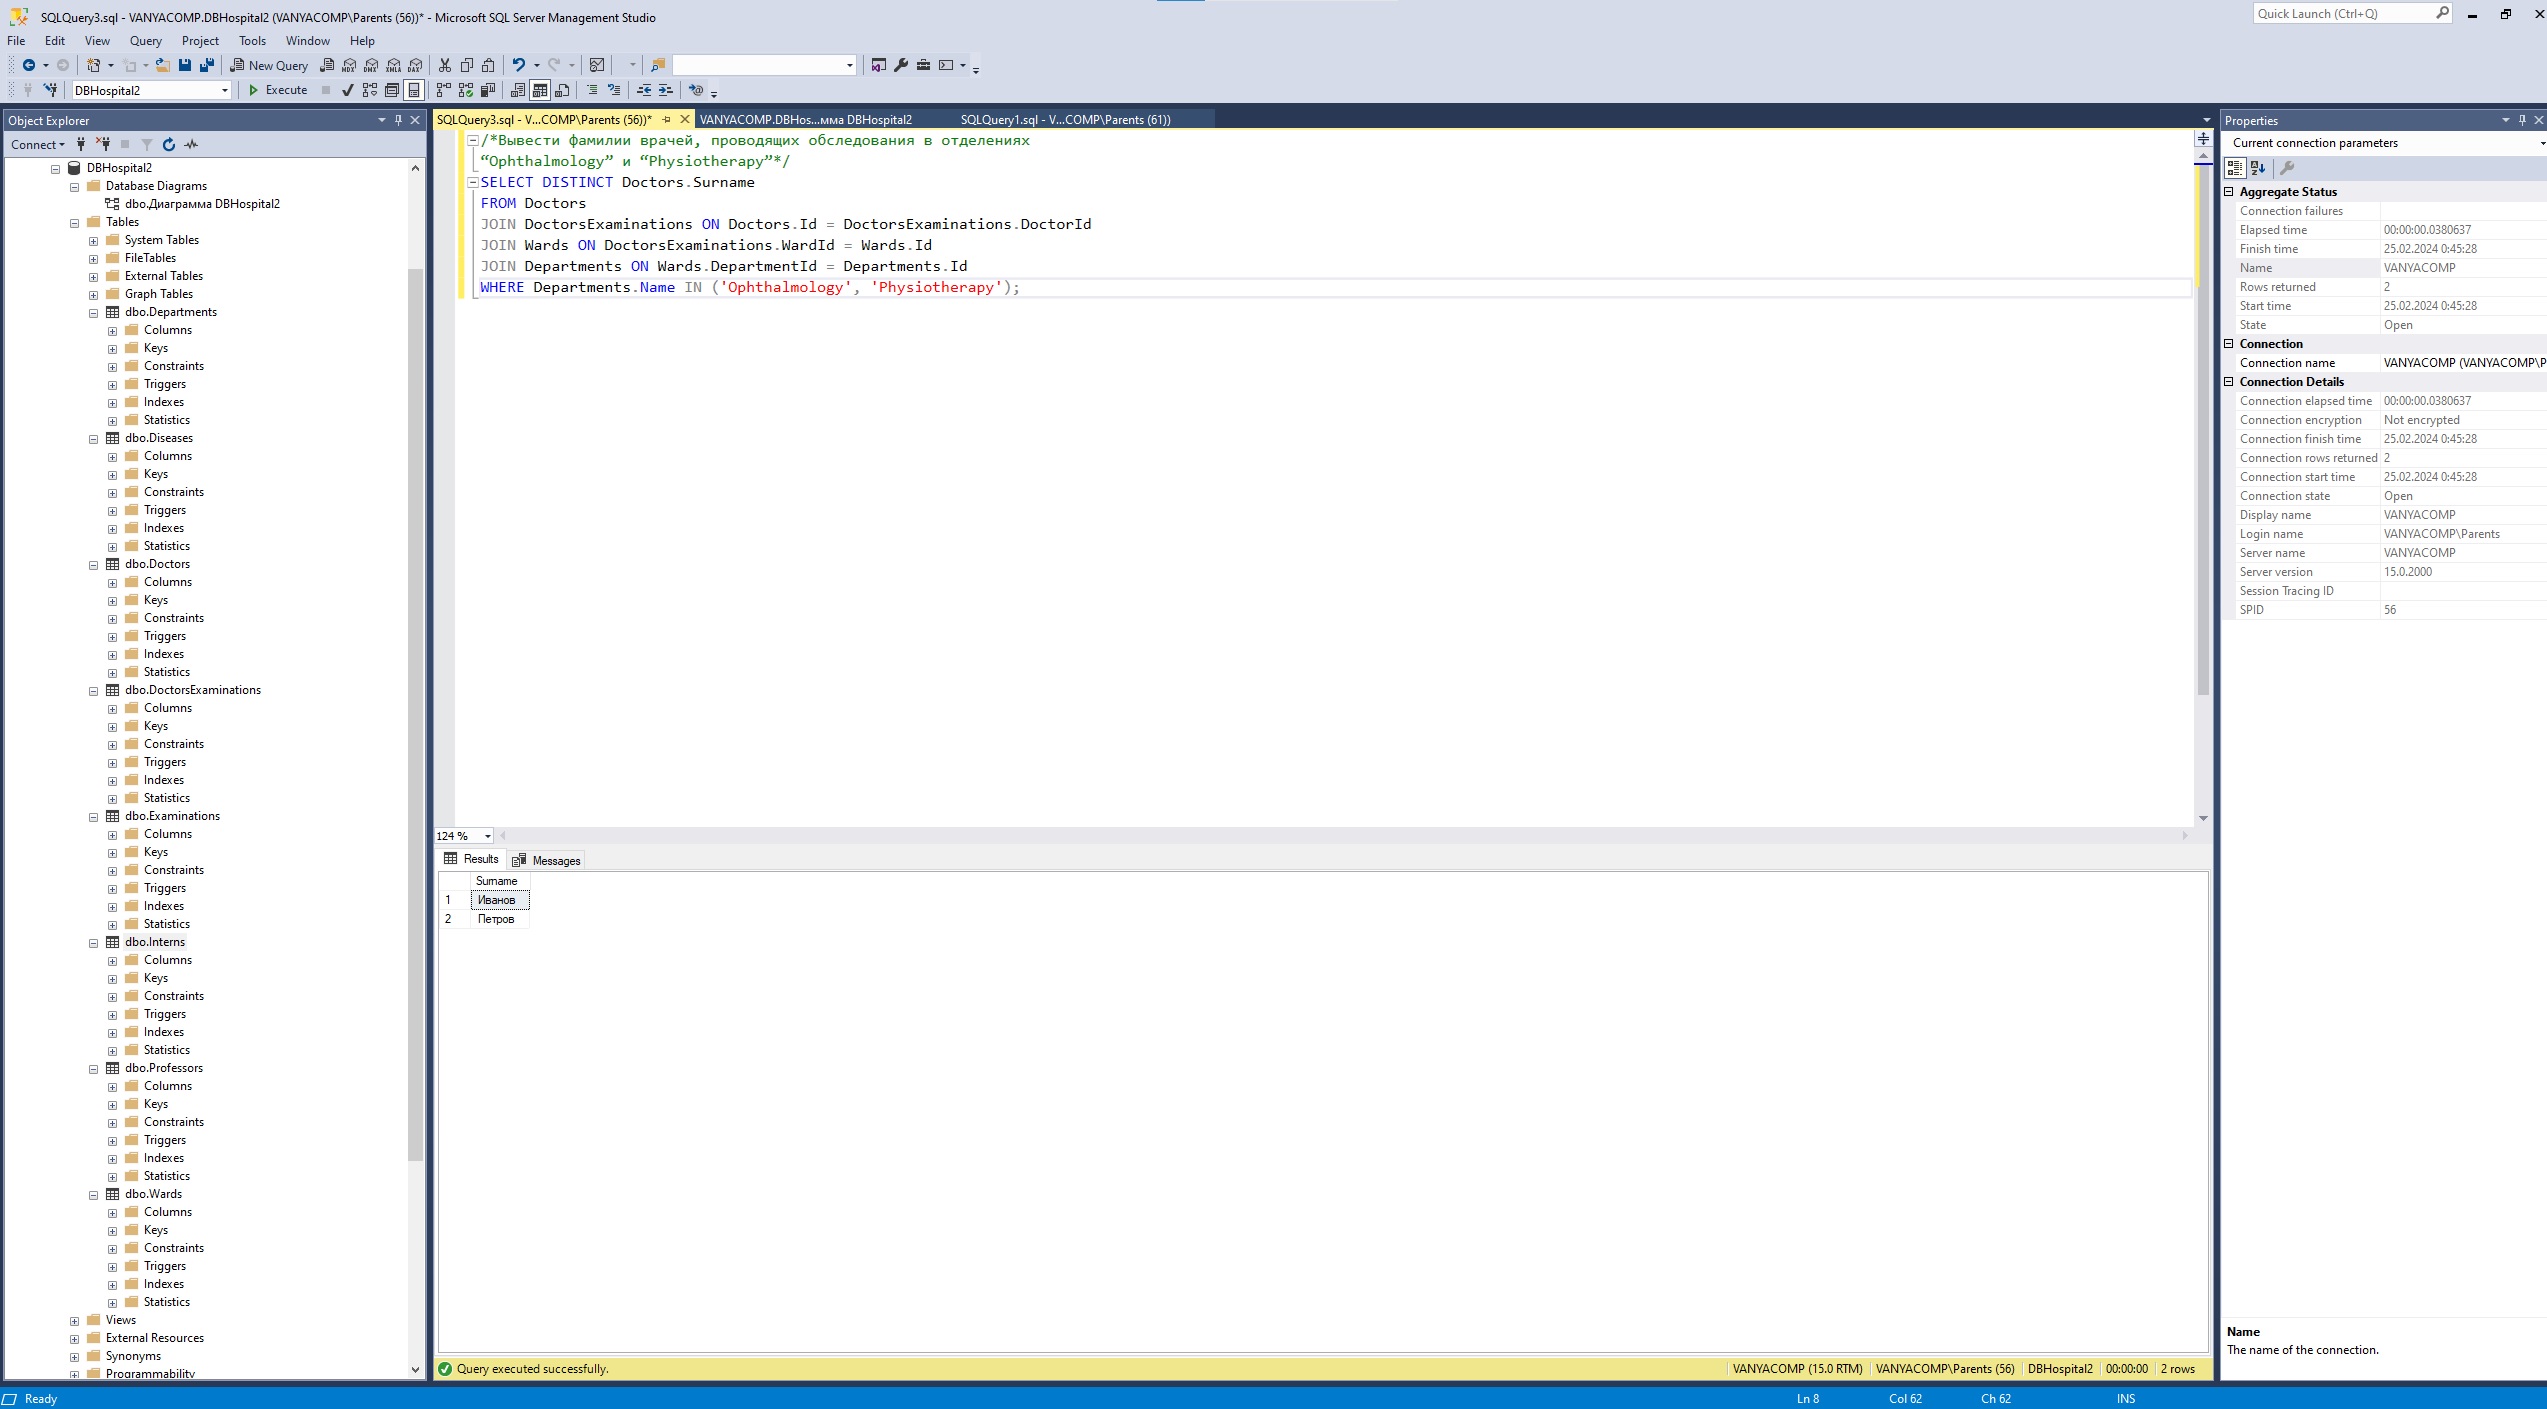 SQLQuery3.sql - VANYACOMP.DBHospital2 (VANYACOMP\Parents (56))* - Microsoft SQL Server Management Studio
Quick Launch (Ctrl+Q)
File Edit View Query Project Tools Window Help
New Query
DBHospital2
Execute
Object Explorer
Connect
DBHospital2
Database Diagrams
dbo.Диаграмма DBHospital2
Tables
System Tables
FileTables
External Tables
Graph Tables
dbo.Departments
Columns
Keys
Constraints
Triggers
Indexes
Statistics
dbo.Diseases
Columns
Keys
Constraints
Triggers
Indexes
Statistics
dbo.Doctors
Columns
Keys
Constraints
Triggers
Indexes
Statistics
dbo.DoctorsExaminations
Columns
Keys
Constraints
Triggers
Indexes
Statistics
dbo.Examinations
Columns
Keys
Constraints
Triggers
Indexes
Statistics
dbo.Interns
Columns
Keys
Constraints
Triggers
Indexes
Statistics
dbo.Professors
Columns
Keys
Constraints
Triggers
Indexes
Statistics
dbo.Wards
Columns
Keys
Constraints
Triggers
Indexes
Statistics
Views
External Resources
Synonyms
Programmability
SQLQuery3.sql - V...COMP\Parents (56))* VANYACOMP.DBHos...мма DBHospital2 SQLQuery1.sql - V...COMP\Parents (61))
/*Вывести фамилии врачей, проводящих обследования в отделениях
“Ophthalmology” и “Physiotherapy”*/
SELECT DISTINCT Doctors.Surname
FROM Doctors
JOIN DoctorsExaminations ON Doctors.Id = DoctorsExaminations.DoctorId
JOIN Wards ON DoctorsExaminations.WardId = Wards.Id
JOIN Departments ON Wards.DepartmentId = Departments.Id
WHERE Departments.Name IN ('Ophthalmology', 'Physiotherapy');
124 %
Results Messages
Surname
1 Иванов
2 Петров
Query executed successfully. VANYACOMP (15.0 RTM) VANYACOMP\Parents (56) DBHospital2 00:00:00 2 rows
Properties
Current connection parameters
Aggregate Status
Connection failures
Elapsed time 00:00:00.0380637
Finish time 25.02.2024 0:45:28
Name VANYACOMP
Rows returned 2
Start time 25.02.2024 0:45:28
State Open
Connection
Connection name VANYACOMP (VANYACOMP\P
Connection Details
Connection elapsed time 00:00:00.0380637
Connection encryption Not encrypted
Connection finish time 25.02.2024 0:45:28
Connection rows returned 2
Connection start time 25.02.2024 0:45:28
Connection state Open
Display name VANYACOMP
Login name VANYACOMP\Parents
Server name VANYACOMP
Server version 15.0.2000
Session Tracing ID
SPID 56
Name
The name of the connection.
Ready Ln 8 Col 62 Ch 62 INS